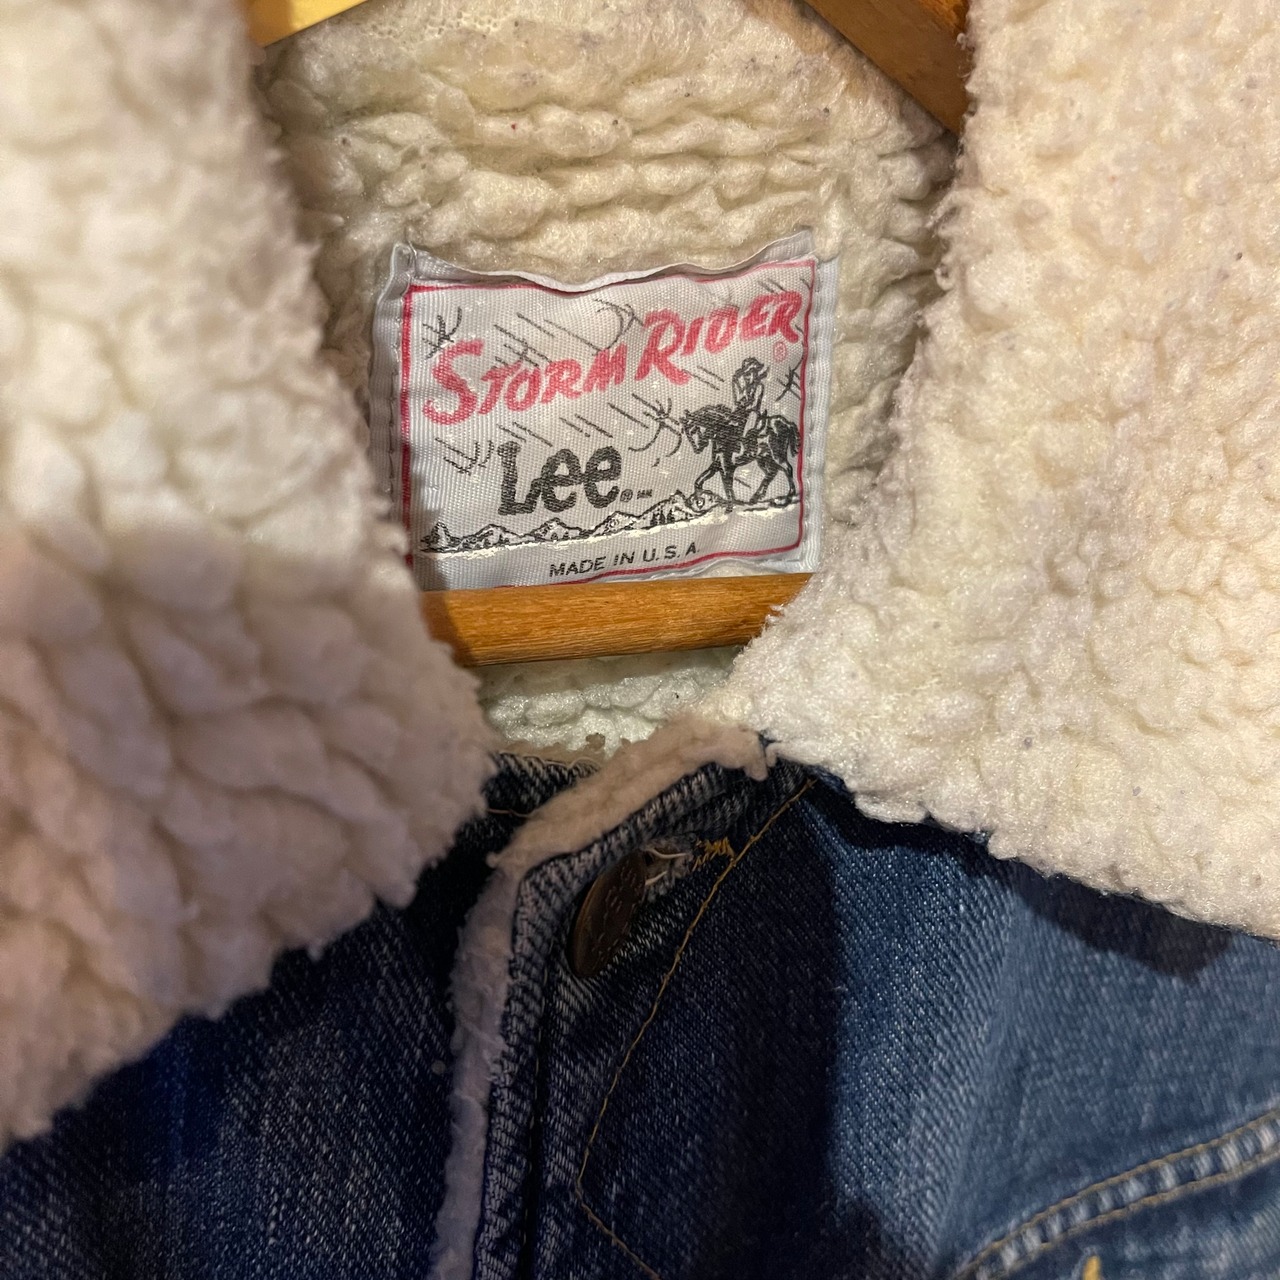 STORM RIDER ®
Lee ®
MADE IN U.S.A.